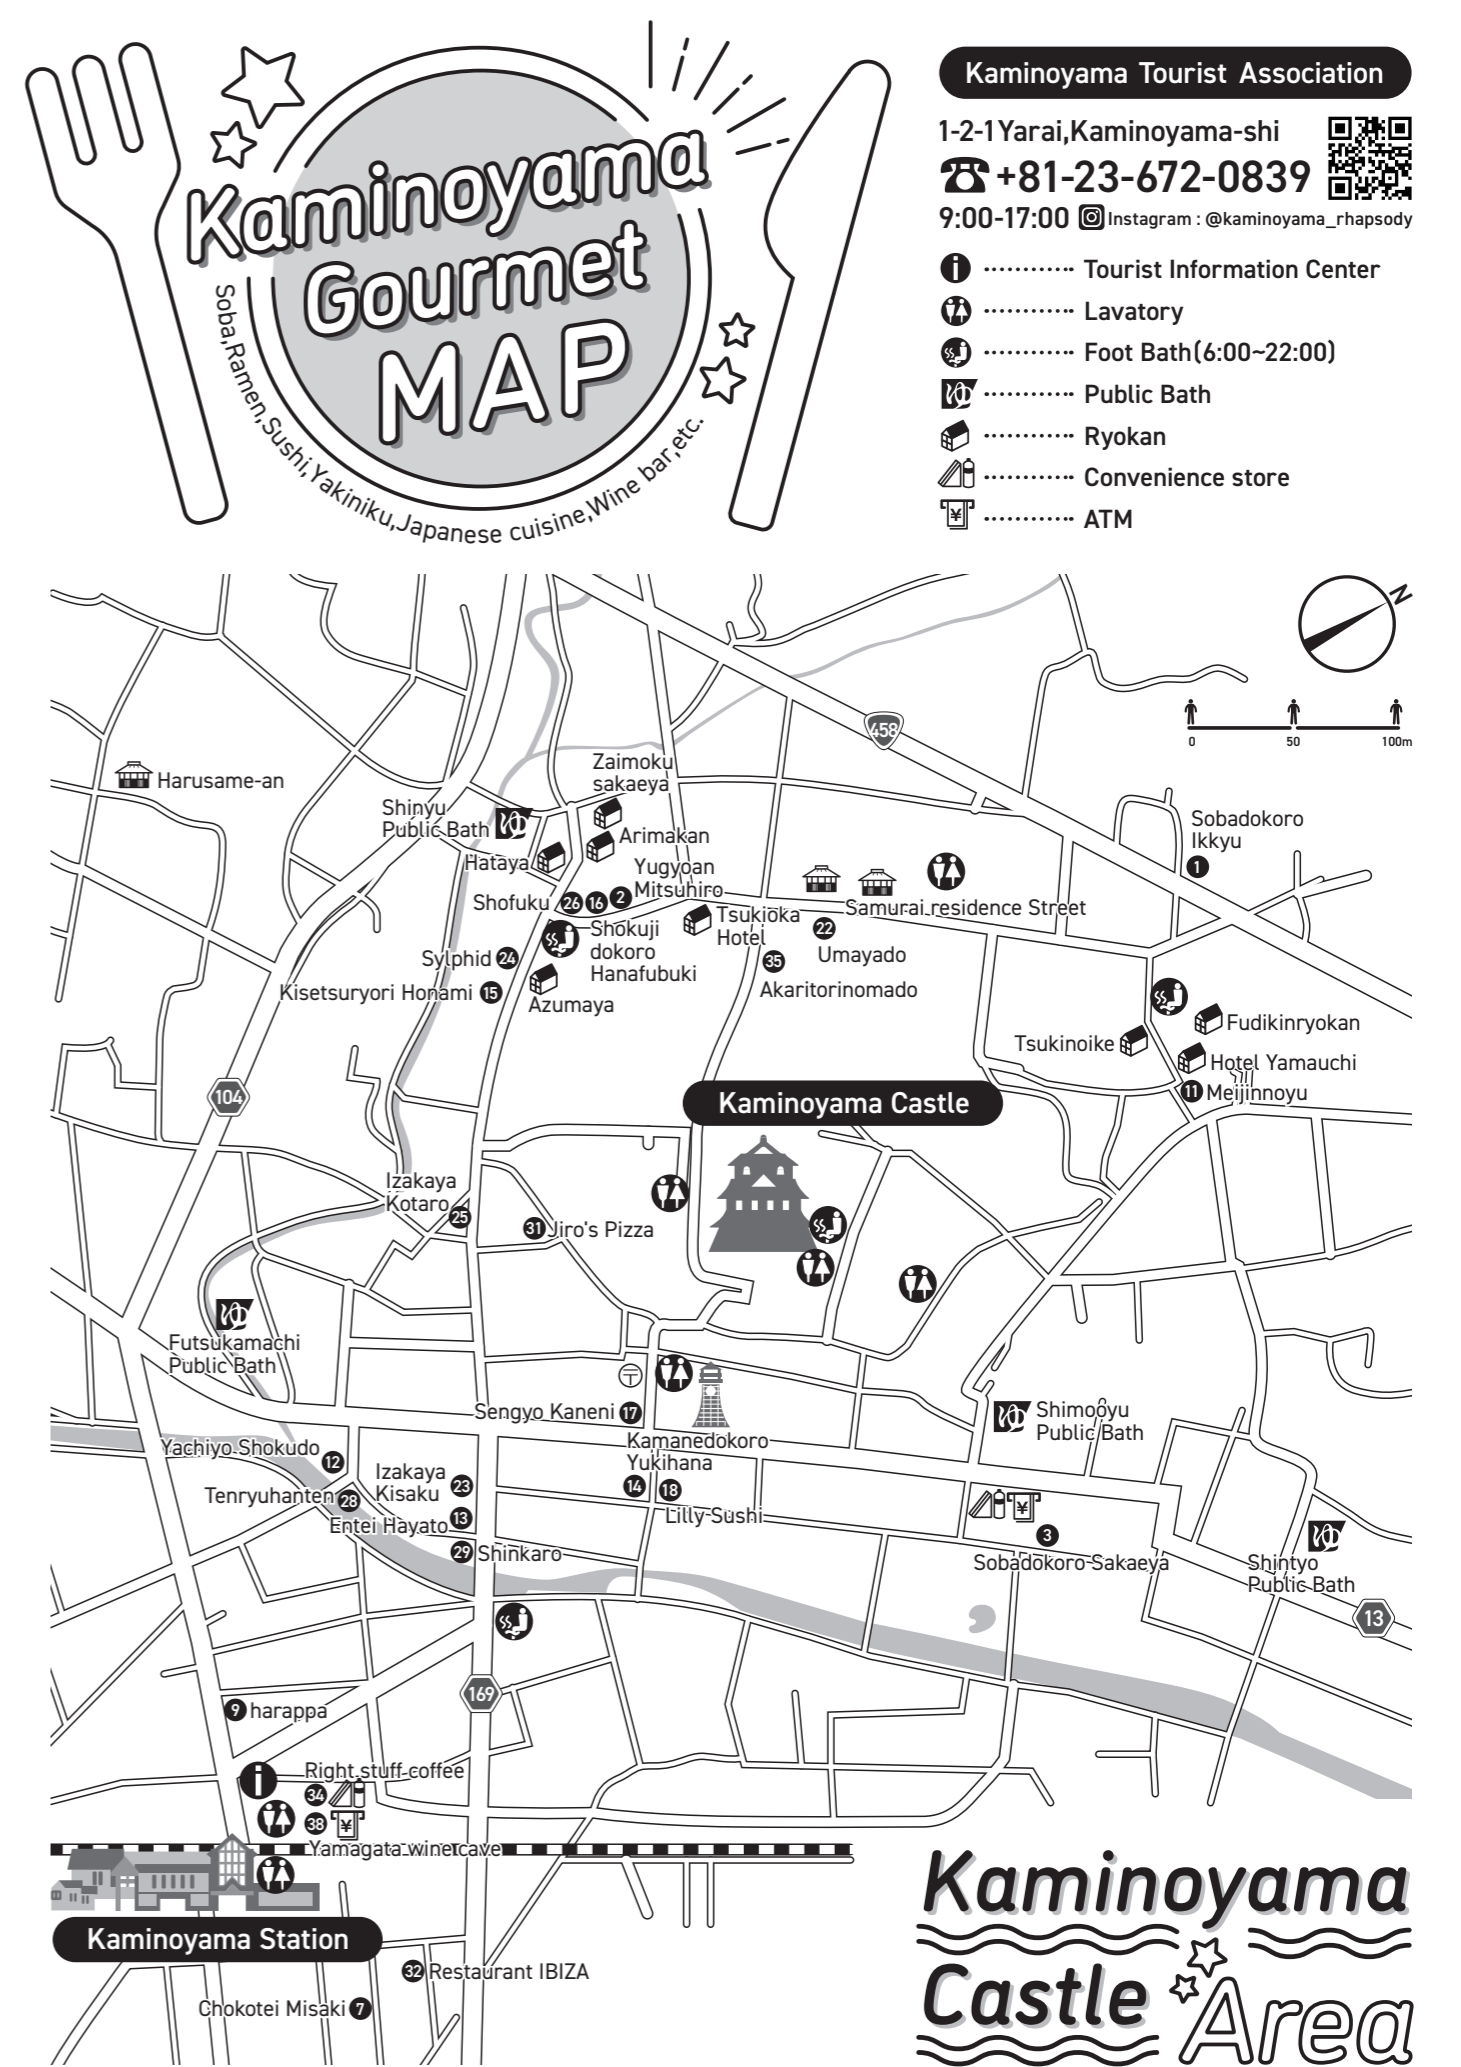 Kaminoyama
Gourmet
MAP
Soba,Ramen,Sushi,Yakiniku,Japanese cuisine,Wine bar,etc.
Kaminoyama Tourist Association
1-2-1 Yarai,Kaminoyama-shi
+81-23-672-0839
9:00-17:00 Instagram : @kaminoyama_rhapsody
i ············ Tourist Information Center
············ Lavatory
············ Foot Bath(6:00~22:00)
············ Public Bath
············ Ryokan
············ Convenience store
¥ ············ ATM
N
0 50 100m
458
Harusame-an
Zaimoku
sakaeya
Shinyu
Public Bath
Arimakan
Hataya
Yugyoan
Mitsuhiro
Shofuku 26 16 2
Sobadokoro
Ikkyu
1
Samurai residence Street
Tsukioka
Hotel
22
Umayado
Shokuji
dokoro
Hanafubuki
Sylphid 24
35
Akaritorinomado
Kisetsuryori Honami 15
Azumaya
Fudikinryokan
Tsukinoike
Hotel Yamauchi
11 Meijinnoyu
104
Kaminoyama Castle
Izakaya
Kotaro
25
31 Jiro's Pizza
Futsukamachi
Public Bath
〒
Sengyo Kaneni 17
Shimoōyu
Public Bath
Kamanedokoro
Yukihana
14 18
Lilly Sushi
Yachiyo Shokudo
12
Izakaya
Kisaku
23
Tenryuhanten 28
Entei Hayato 13
29 Shinkaro
¥
3
Sobadokoro Sakaeya
Shintyo
Public Bath
13
169
9 harappa
i
Right stuff coffee
34
38 ¥
Yamagata winercave
Kaminoyama Station
32 Restaurant IBIZA
Chokotei Misaki 7
Kaminoyama
Castle
Area